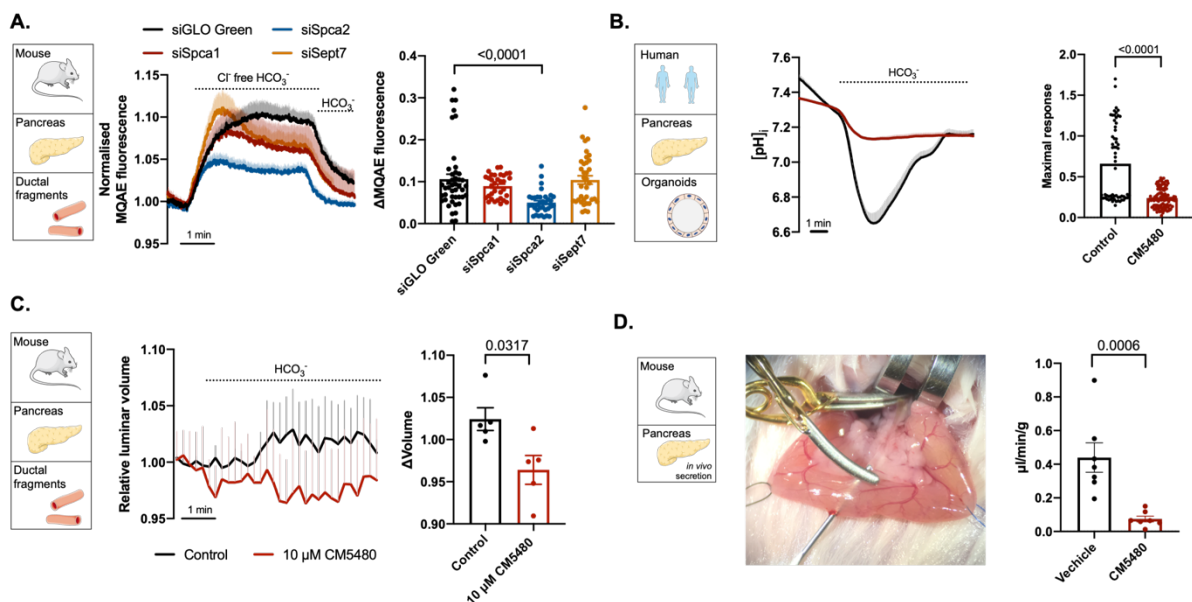 A.
Mouse
Pancreas
Ductal
fragments
siGLO Green
siSpca2
siSpca1
siSept7
Normalised
MQAE fluorescence
1.15
1.10
1.05
1.00
0.95
Cl⁻ free HCO₃⁻
HCO₃⁻
1 min
ΔMQAE fluorescence
0.4
0.3
0.2
0.1
0.0
<0,0001
siGLO Green
siSpca1
siSpca2
siSept7
B.
Human
Pancreas
Organoids
[pH]i
7.6
7.4
7.2
7.0
6.8
6.6
HCO₃⁻
1 min
Maximal response
2.0
1.5
1.0
0.5
0.0
<0.0001
Control
CM5480
C.
Mouse
Pancreas
Ductal
fragments
Relative luminar volume
1.10
1.05
1.00
0.95
HCO₃⁻
1 min
Control
10 µM CM5480
ΔVolume
1.10
1.05
1.00
0.95
0.90
0.0317
Control
10 µM CM5480
D.
Mouse
Pancreas
in vivo
secretion
µl/min/g
1.0
0.8
0.6
0.4
0.2
0.0
0.0006
Vechicle
CM5480